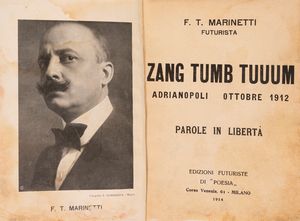 F. T. MARINETTI
F. T. MARINETTI
FUTURISTA
ZANG TUMB TUUUM
ADRIANOPOLI OTTOBRE 1912
PAROLE IN LIBERTÀ
EDIZIONI FUTURISTE
DI "POESIA"
Corso Venezia, 61 - MILANO
1914